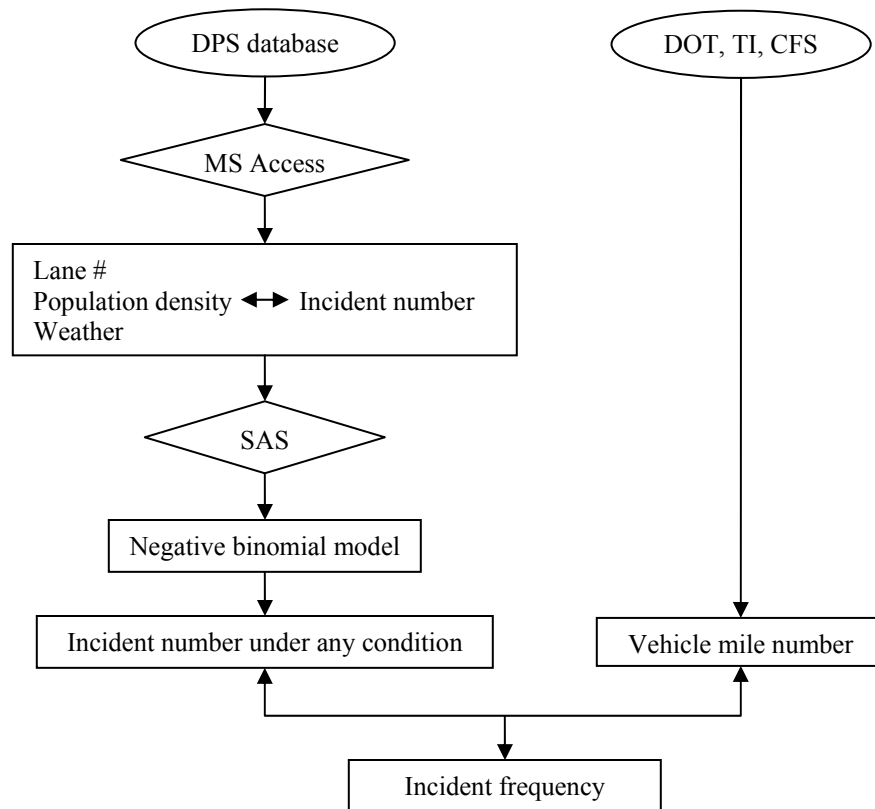 DPS database
DOT, TI, CFS
MS Access
Lane #
Population density Incident number
Weather
SAS
Negative binomial model
Incident number under any condition
Vehicle mile number
Incident frequency